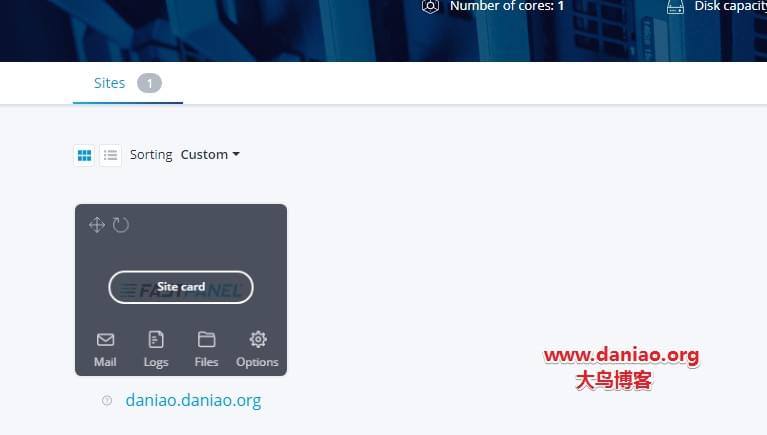 Number of cores: 1
Disk capacity
Sites 1
Sorting Custom
FASTPANEL
Site card
Mail Logs Files Options
www.daniao.org
大鸟博客
daniao.daniao.org